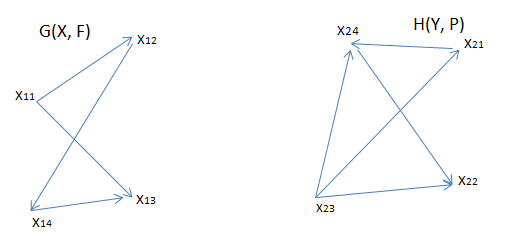 G(X, F)
X12
X11
X13
X14
H(Y, P)
X24
X21
X22
X23